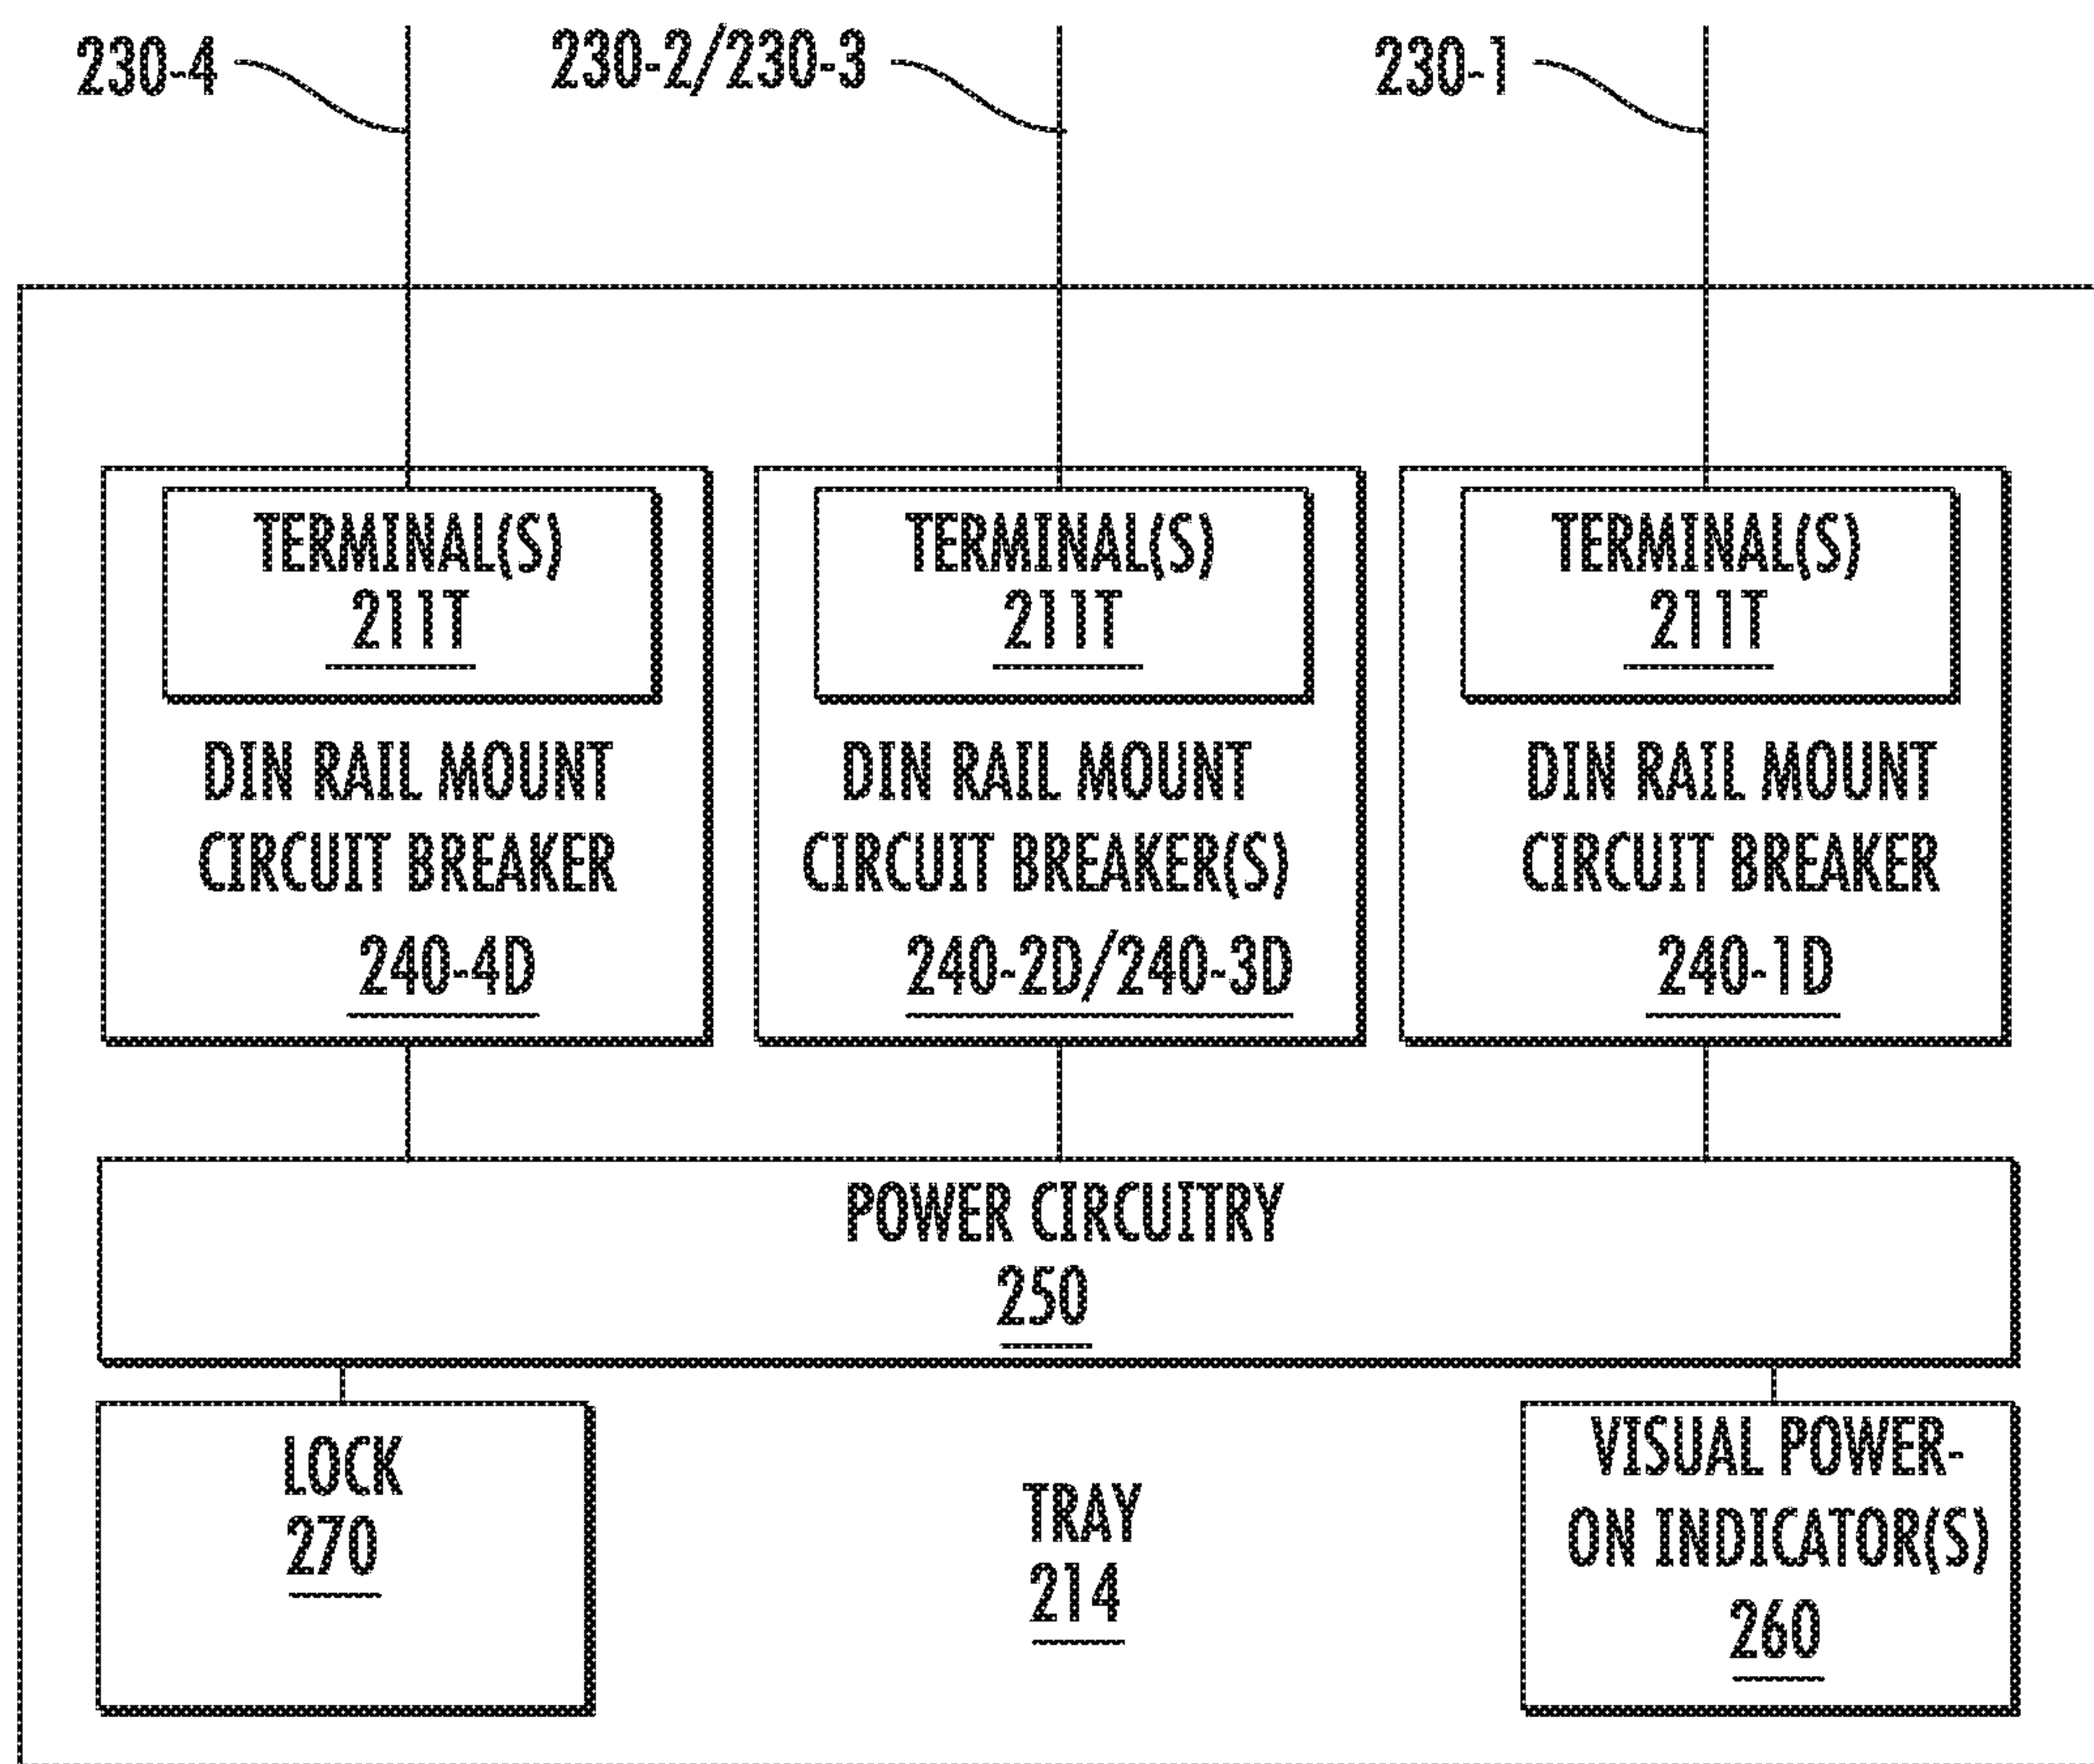 230-4
230-2/230-3
230-1
TERMINAL(S)
211T
DIN RAIL MOUNT
CIRCUIT BREAKER
240-4D
TERMINAL(S)
211T
DIN RAIL MOUNT
CIRCUIT BREAKER(S)
240-2D/240-3D
TERMINAL(S)
211T
DIN RAIL MOUNT
CIRCUIT BREAKER
240-1D
POWER CIRCUITRY
250
LOCK
270
TRAY
214
VISUAL POWER-
ON INDICATOR(S)
260